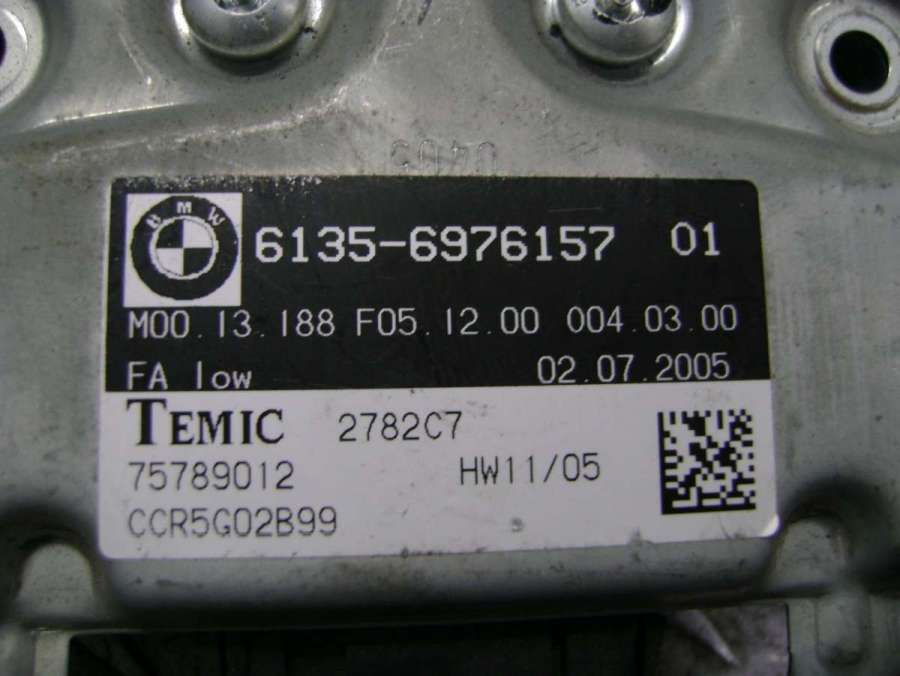 BMW
6135-6976157 01
M00.13.188 F05.12.00 004.03.00
FA low 02.07.2005
TEMIC 2782C7
75789012 HW11/05
CCR5G02B99